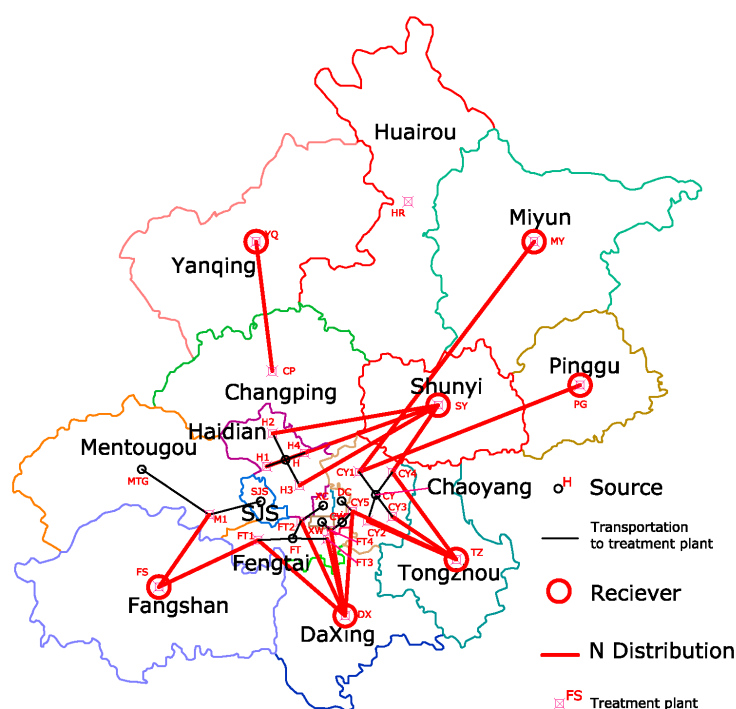 Huairou
HR
Miyun
MY
YQ
Yanqing
CP
Changping
Pinggu
PG
Shunyi
SY
Haidian
H2
H4
H
H1
H3
Mentougou
MTG
SJS
SJS
M1
CY1
CY4
CY
Chaoyang
DC
CY5
CY3
CY2
XW
FT2
FT1
FT
FT4
FT3
Fengtai
TZ
Tongzhou
FS
Fangshan
DX
DaXing
H
Source
Transportation
to treatment plant
Reciever
N Distribution
FS
Treatment plant